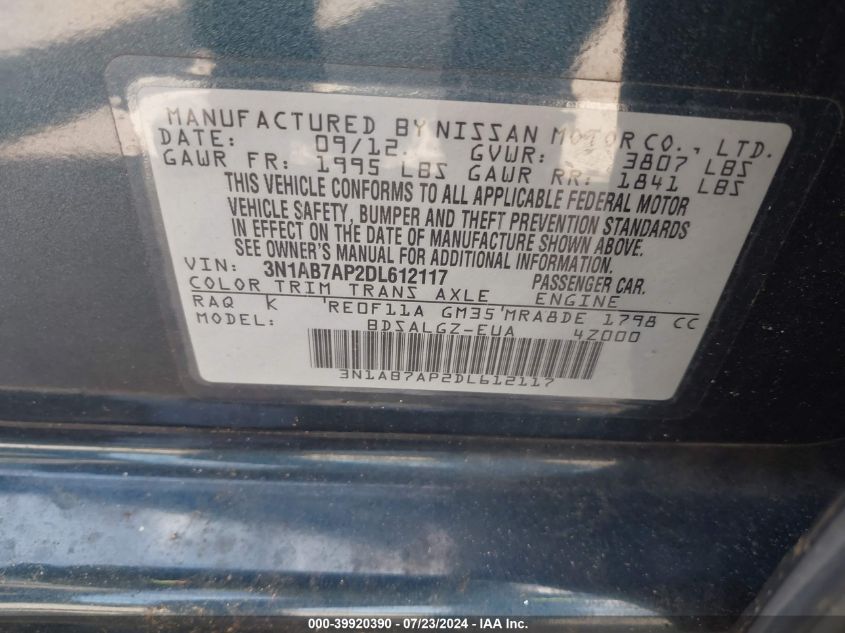 MANUFACTURED BY NISSAN MOTOR CO., LTD.
DATE: 09/12 GVWR: 3807 LBS
GAWR FR: 1995 LBS GAWR RR: 1841 LBS
THIS VEHICLE CONFORMS TO ALL APPLICABLE FEDERAL MOTOR
VEHICLE SAFETY, BUMPER AND THEFT PREVENTION STANDARDS
IN EFFECT ON THE DATE OF MANUFACTURE SHOWN ABOVE.
SEE OWNER'S MANUAL FOR ADDITIONAL INFORMATION.
VIN: 3N1AB7AP2DL612117 PASSENGER CAR.
COLOR TRIM TRANS AXLE ENGINE
RAQ K RE0F11A GM35 MRA8DE 1798 CC
BDSALGZ-EUA 4Z000
MODEL:
3N1AB7AP2DL612117
000-39920390 - 07/23/2024 - IAA, Inc.